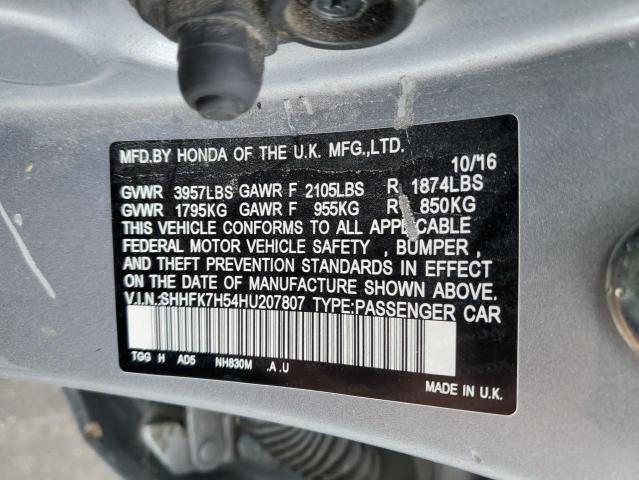 MFD.BY HONDA OF THE U.K. MFG.,LTD.
10/16
GVWR 3957LBS GAWR F 2105LBS R 1874LBS
GVWR 1795KG GAWR F 955KG R 850KG
THIS VEHICLE CONFORMS TO ALL APPLICABLE
FEDERAL MOTOR VEHICLE SAFETY , BUMPER ,
AND THEFT PREVENTION STANDARDS IN EFFECT
ON THE DATE OF MANUFACTURE SHOWN ABOVE.
V.I.N.:SHHFK7H54HU207807 TYPE:PASSENGER CAR
TGG H AD5 NH830M .A .U
MADE IN U.K.